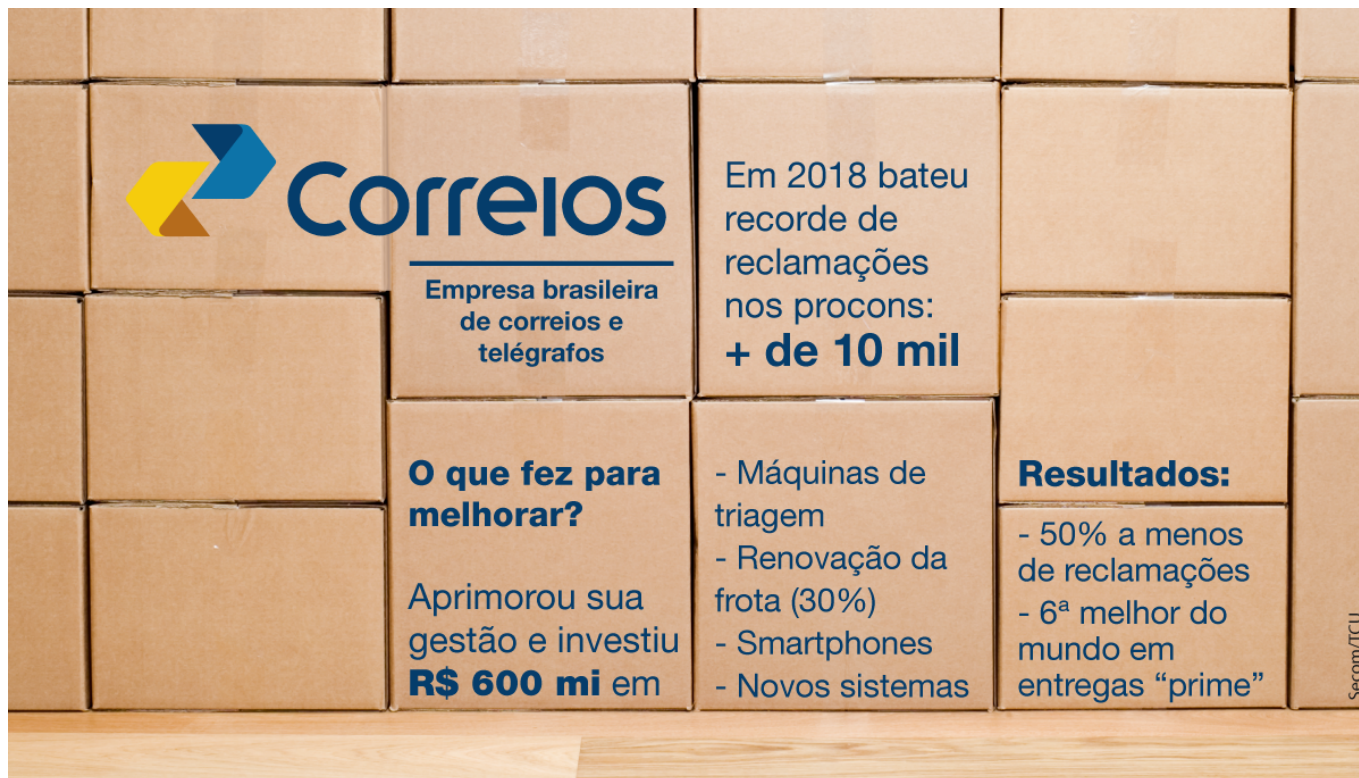 Correios
Empresa brasileira
de correios e
telégrafos
Em 2018 bateu
recorde de
reclamações
nos procons:
+ de 10 mil
O que fez para
melhorar?
Aprimorou sua
gestão e investiu
R$ 600 mi em
- Máquinas de
triagem
- Renovação da
frota (30%)
- Smartphones
- Novos sistemas
Resultados:
- 50% a menos
de reclamações
- 6ª melhor do
mundo em
entregas “prime”
Secom/TCU